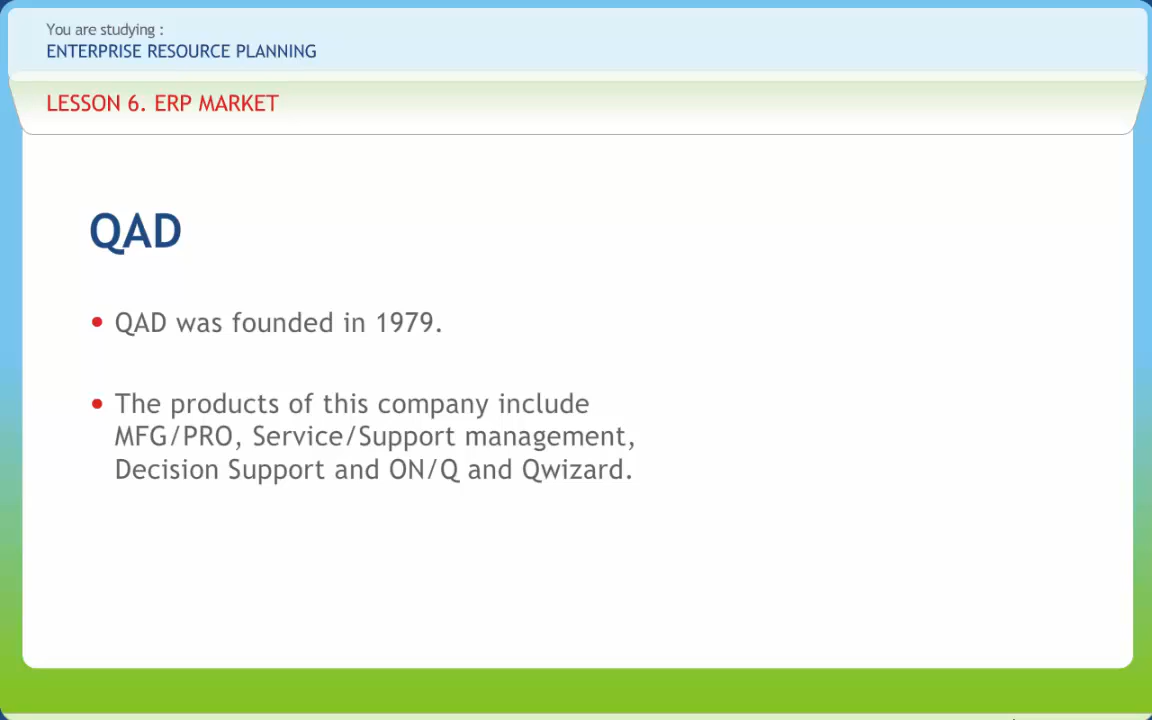 You are studying :
ENTERPRISE RESOURCE PLANNING
LESSON 6. ERP MARKET
QAD
• QAD was founded in 1979.
• The products of this company include
MFG/PRO, Service/Support management,
Decision Support and ON/Q and Qwizard.